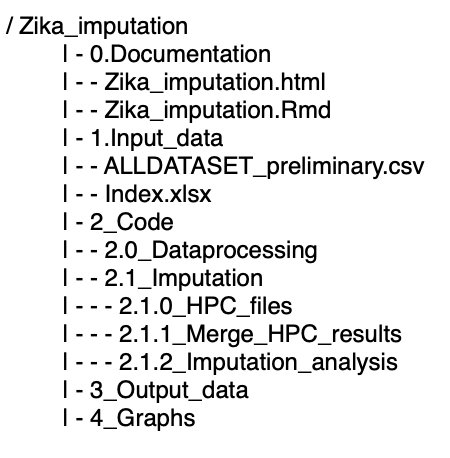 / Zika_imputation
| - 0.Documentation
| - - Zika_imputation.html
| - - Zika_imputation.Rmd
| - 1.Input_data
| - - ALLDATASET_preliminary.csv
| - - Index.xlsx
| - 2_Code
| - - 2.0_Dataprocessing
| - - 2.1_Imputation
| - - - 2.1.0_HPC_files
| - - - 2.1.1_Merge_HPC_results
| - - - 2.1.2_Imputation_analysis
| - 3_Output_data
| - 4_Graphs